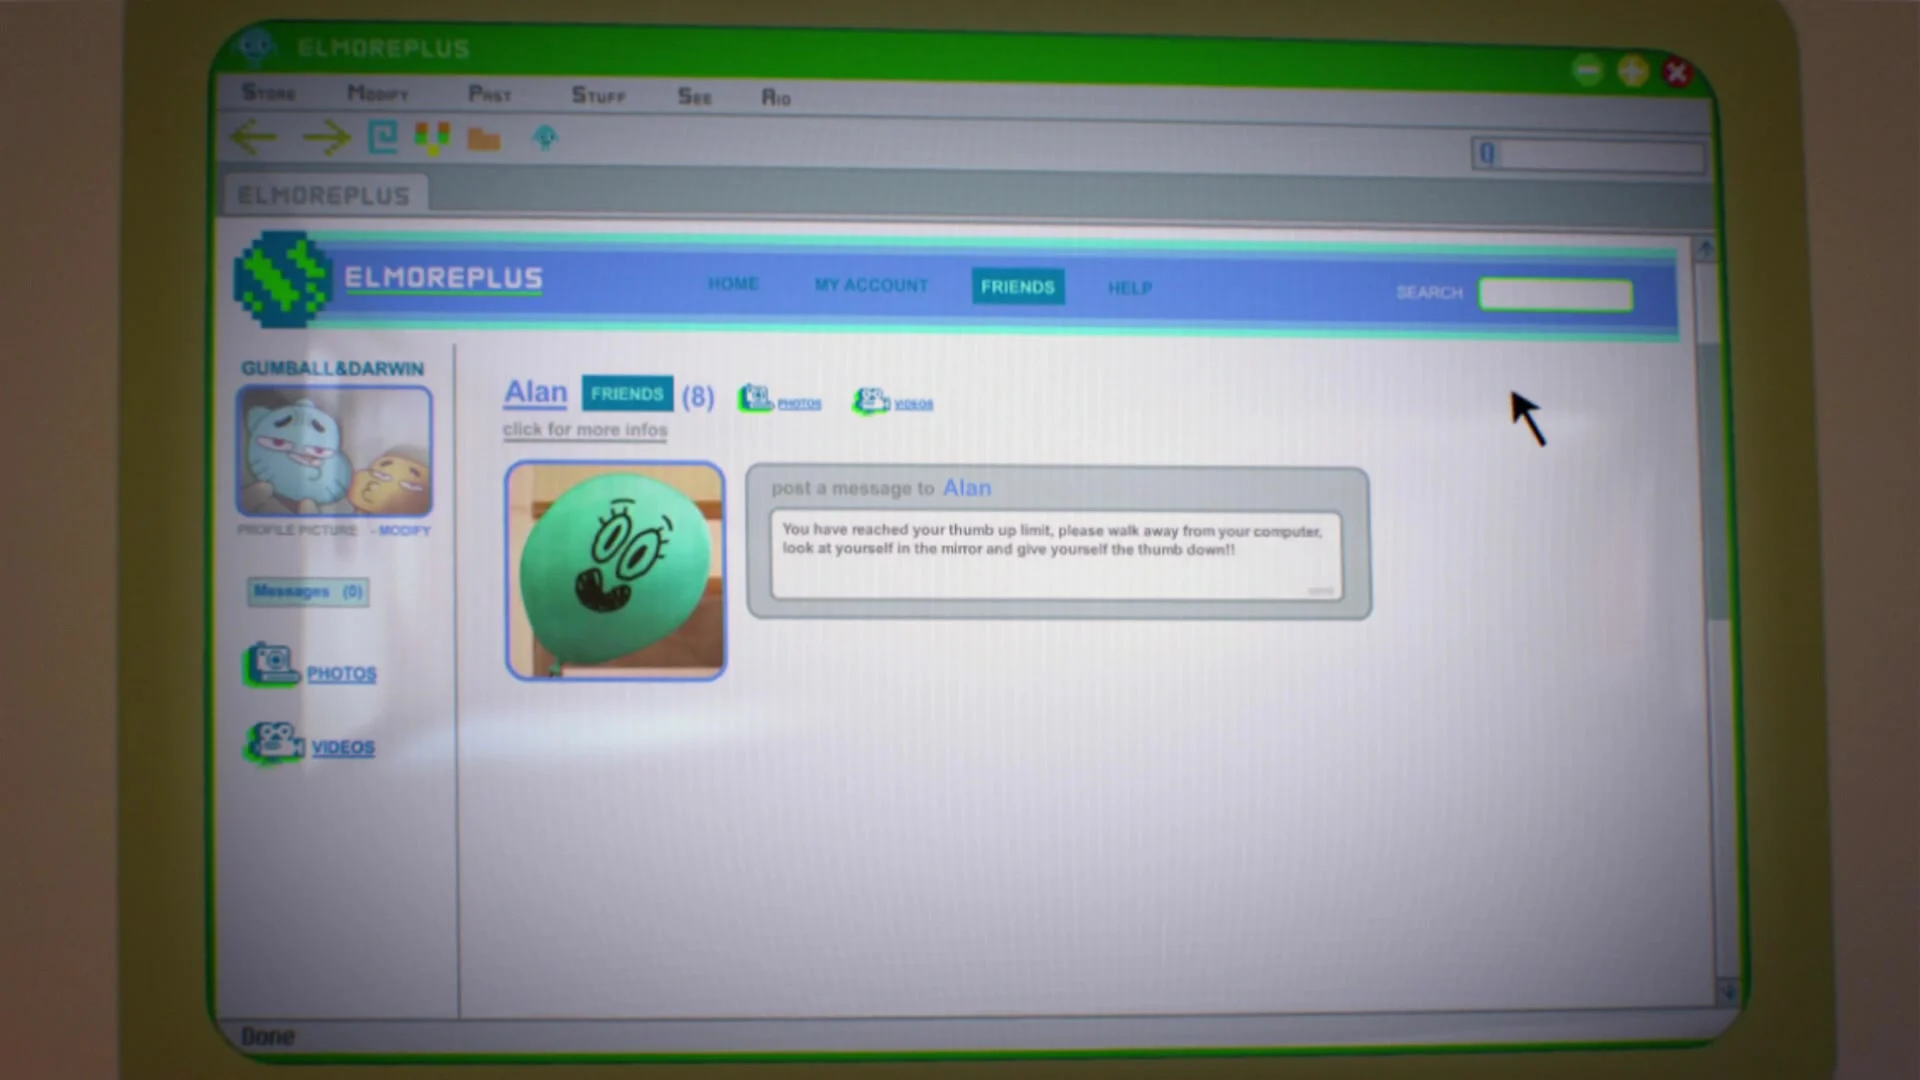 ELMOREPLUS
Store Modify Past Stuff See Aid
ELMOREPLUS
ELMOREPLUS HOME MY ACCOUNT FRIENDS HELP SEARCH
GUMBALL&DARWIN
PROFILE PICTURE - MODIFY
Messages (0)
PHOTOS
VIDEOS
Alan FRIENDS (8) PHOTOS VIDEOS
click for more infos
post a message to Alan
You have reached your thumb up limit, please walk away from your computer,
look at yourself in the mirror and give yourself the thumb down!!
Done